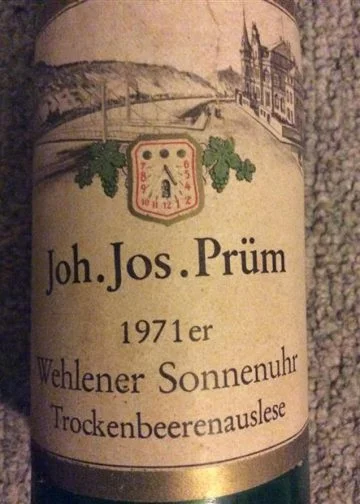 Joh. Jos. Prüm
1971er
Wehlener Sonnenuhr
Trockenbeerenauslese